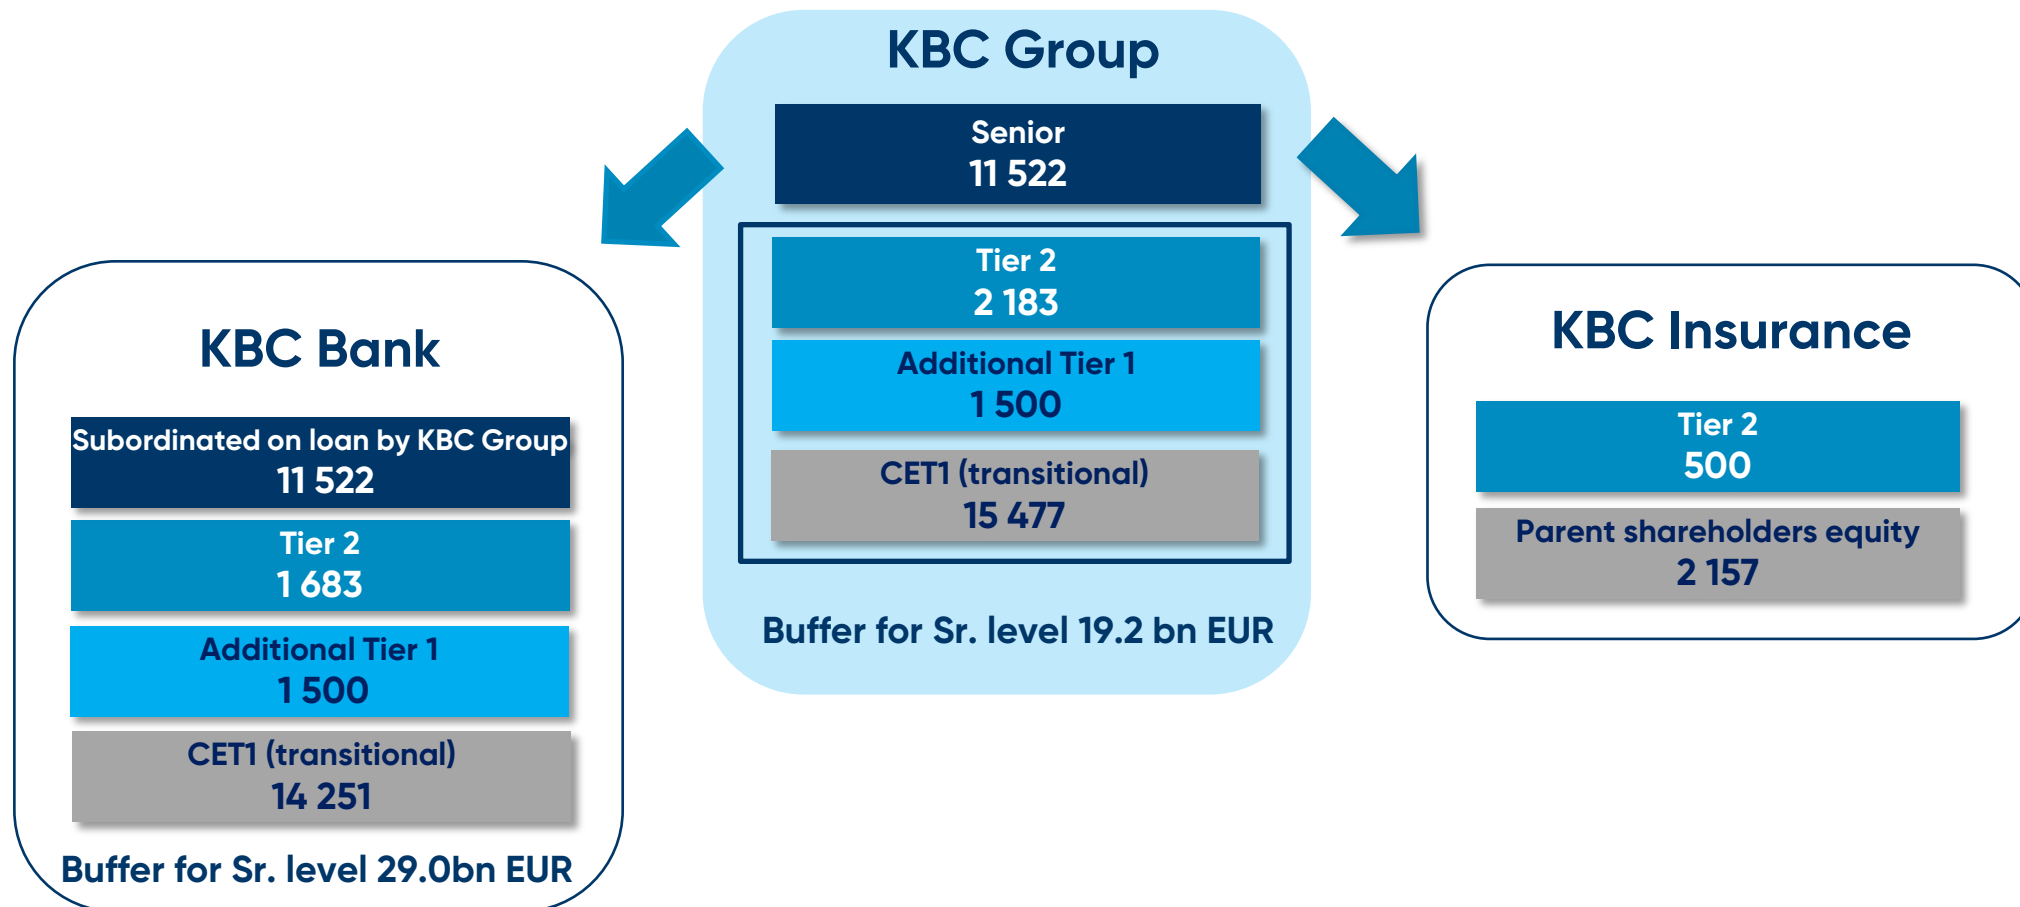 KBC Group
Senior
11 522
Tier 2
2 183
Additional Tier 1
1 500
CET1 (transitional)
15 477
Buffer for Sr. level 19.2 bn EUR
KBC Bank
Subordinated on loan by KBC Group
11 522
Tier 2
1 683
Additional Tier 1
1 500
CET1 (transitional)
14 251
Buffer for Sr. level 29.0bn EUR
KBC Insurance
Tier 2
500
Parent shareholders equity
2 157